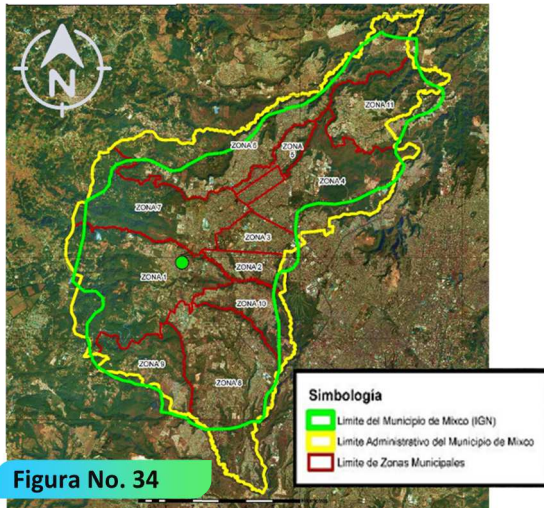 N
ZONA 11
ZONA 6
ZONA 5
ZONA 4
ZONA 7
ZONA 3
ZONA 1
ZONA 2
ZONA 10
ZONA 9
ZONA 8
Simbología
Limite del Municipio de Mixco (IGN)
Limite Administrativo del Municipio de Mixco
Limite de Zonas Municipales
Figura No. 34